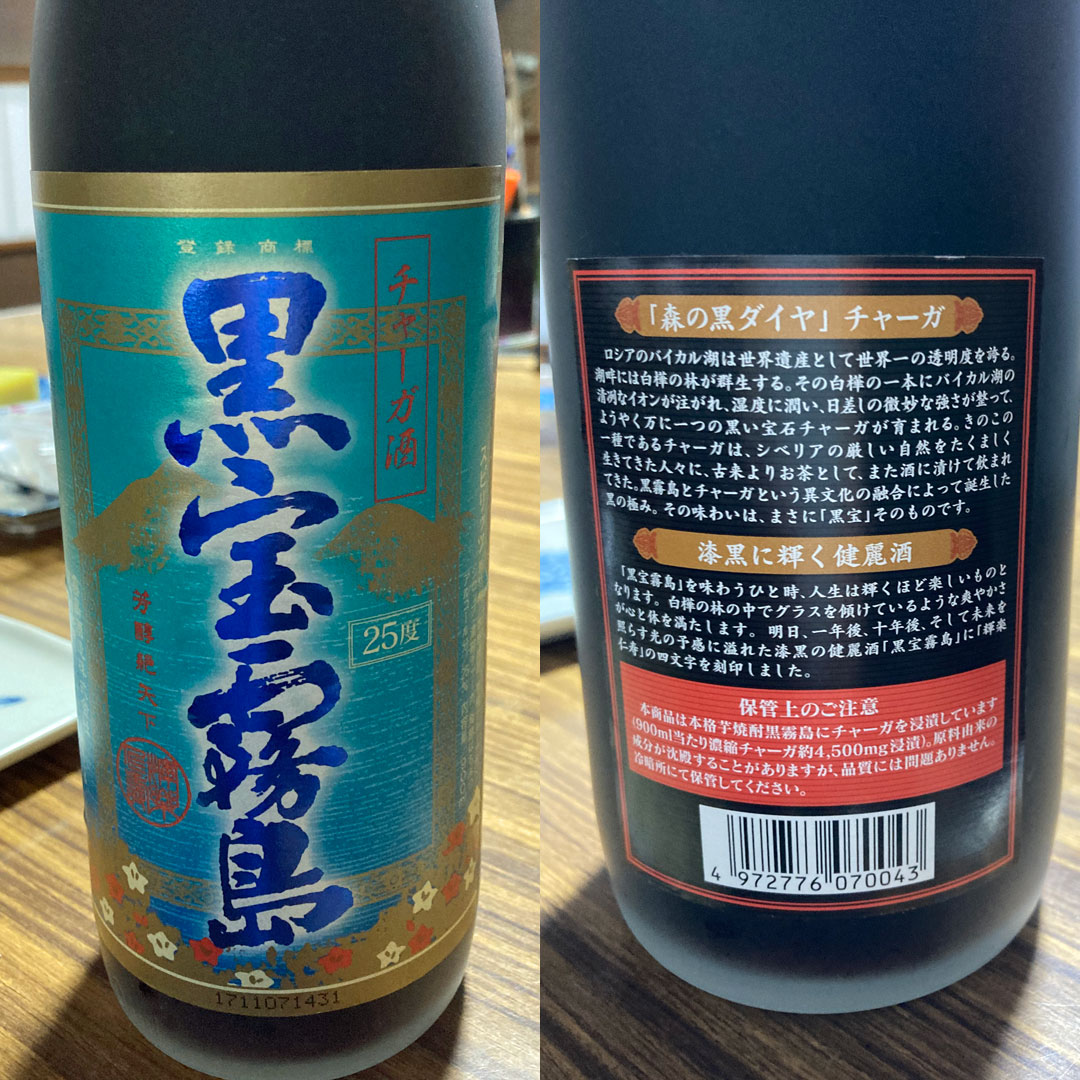 登録商標
チャーガ酒
黒宝霧島
25度
芳醇絶天下
1711071431
「森の黒ダイヤ」チャーガ
ロシアのバイカル湖は世界遺産として世界一の透明度を誇る。
湖畔には白樺の林が群生する。その白樺の一本にバイカル湖の
清冽なイオンが注がれ、湿度に潤い、日差しの微妙な強さが整って、
ようやく万に一つの黒い宝石チャーガが育まれる。きのこの
一種であるチャーガは、シベリアの厳しい自然をたくましく
生きてきた人々に、古来よりお茶として、また酒に漬けて飲まれ
てきた。黒霧島とチャーガという異文化の融合によって誕生した
黒の極み。その味わいは、まさに「黒宝」そのものです。
漆黒に輝く健麗酒
「黒宝霧島」を味わうひと時、人生は輝くほど楽しいものと
なります。白樺の林の中でグラスを傾けているような爽やかさ
が心と体を満たします。明日、一年後、十年後、そして未来を
照らす光の予感に溢れた漆黒の健麗酒「黒宝霧島」に「輝楽
仁寿」の四文字を刻印しました。
保管上のご注意
本商品は本格芋焼酎黒霧島にチャーガを浸漬しています
(900ml当たり濃縮チャーガ約4,500mg浸漬)。原料由来の
成分が沈殿することがありますが、品質には問題ありません。
冷暗所にて保管してください。
4 972776 070043